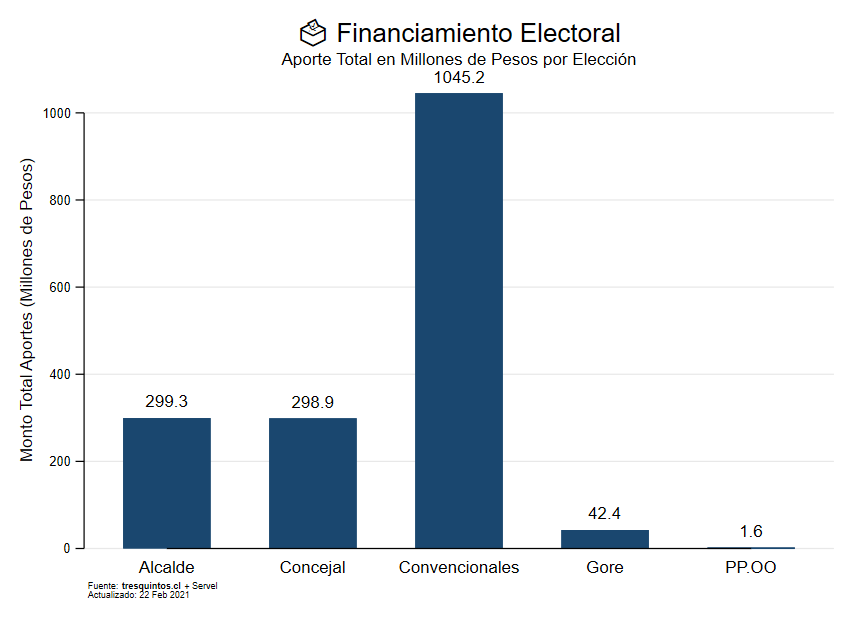 Financiamiento Electoral
Aporte Total en Millones de Pesos por Elección
1045.2
1000
800
600
400
200
0
Monto Total Aportes (Millones de Pesos)
299.3
298.9
42.4
1.6
Alcalde
Concejal
Convencionales
Gore
PP.OO
Fuente: tresquintos.cl + Servel
Actualizado: 22 Feb 2021